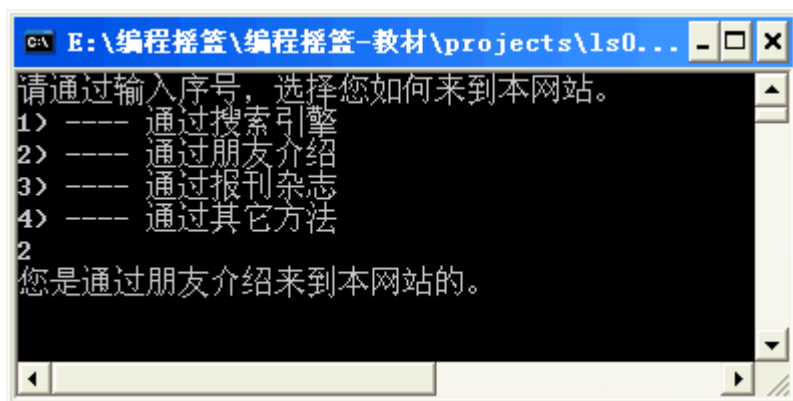 E:\编程摇篮\编程摇篮-教材\projects\ls0...
请通过输入序号，选择您如何来到本网站。
1) ---- 通过搜索引擎
2) ---- 通过朋友介绍
3) ---- 通过报刊杂志
4) ---- 通过其它方法
2
您是通过朋友介绍来到本网站的。